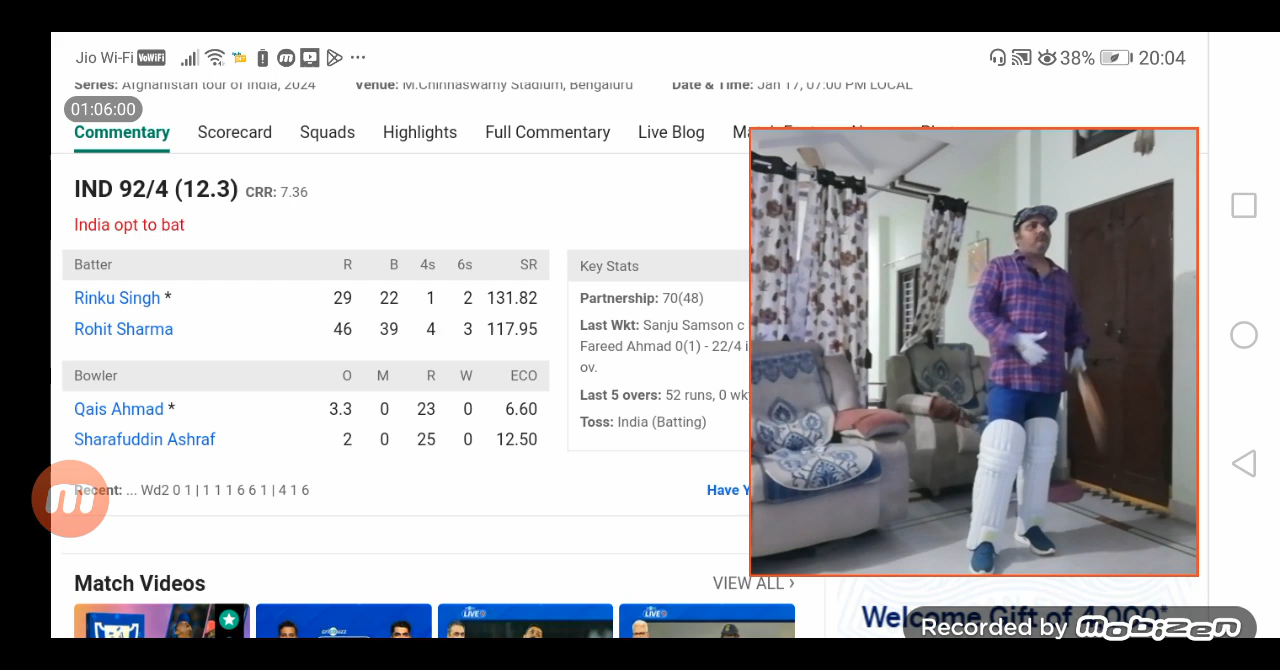 Jio Wi-Fi VoWiFi 38% 20:04
Series: Afghanistan tour of India, 2024 Venue: M.Chinnaswamy Stadium, Bengaluru Date & Time: Jan 17, 07:00 PM LOCAL
01:06:00
Commentary Scorecard Squads Highlights Full Commentary Live Blog
IND 92/4 (12.3) CRR: 7.36
India opt to bat
Batter R B 4s 6s SR
Rinku Singh * 29 22 1 2 131.82
Rohit Sharma 46 39 4 3 117.95
Bowler O M R W ECO
Qais Ahmad * 3.3 0 23 0 6.60
Sharafuddin Ashraf 2 0 25 0 12.50
Key Stats
Partnership: 70(48)
Last Wkt: Sanju Samson c
Fareed Ahmad 0(1) - 22/4 i
ov.
Last 5 overs: 52 runs, 0 wk
Toss: India (Batting)
Recent: ... Wd2 0 1 | 1 1 1 6 6 1 | 4 1 6
Have Y
Match Videos VIEW ALL ›
LIVE LIVE
Welcome Gift of 4,000*
Recorded by mobizen